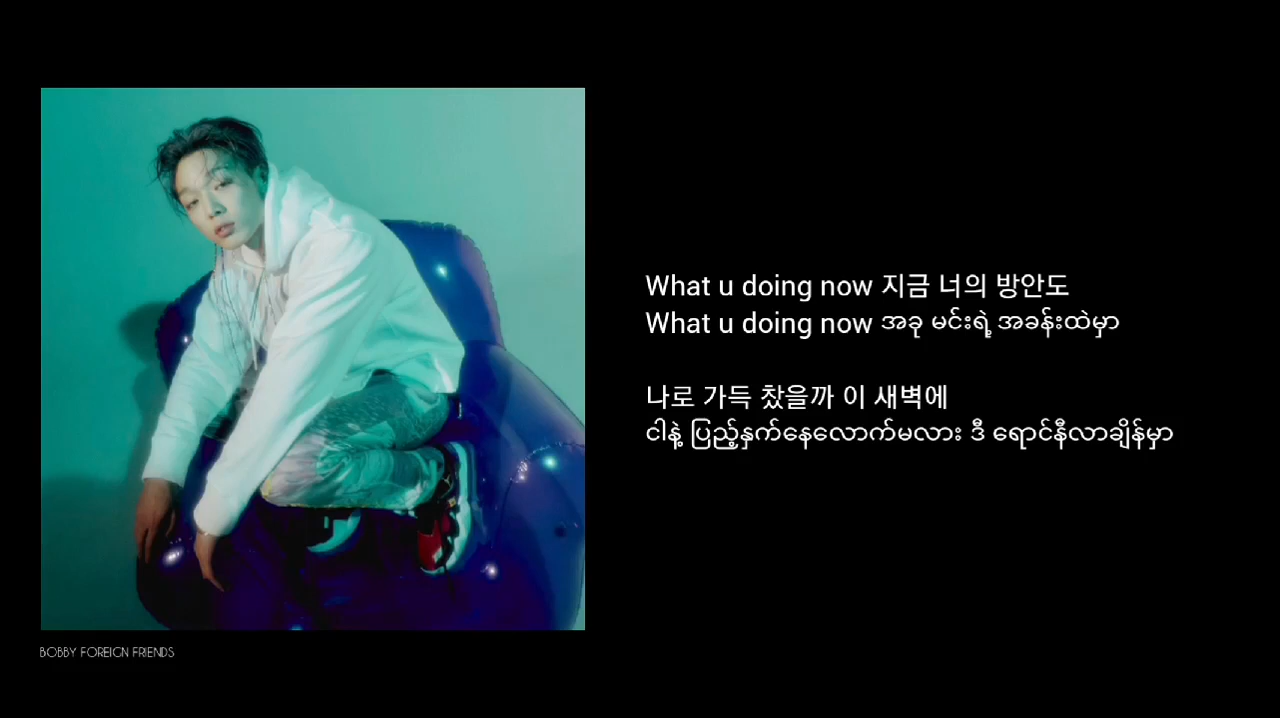 What u doing now 지금 너의 방안도
What u doing now အခု မင်းရဲ့ အခန်းထဲမှာ
나로 가득 찼을까 이 새벽에
ငါနဲ့ ပြည့်နှက်နေလောက်မလား ဒီ ရောင်နီလာချိန်မှာ
BOBBY FOREIGN FRIENDS